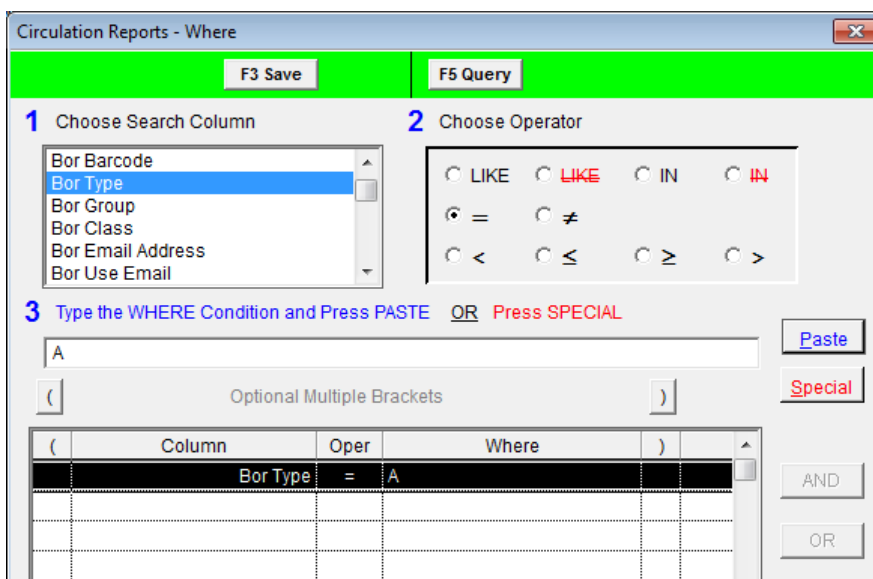 Circulation Reports - Where
F3 Save F5 Query
1 Choose Search Column 2 Choose Operator
Bor Barcode
Bor Type
Bor Group
Bor Class
Bor Email Address
Bor Use Email
LIKE LIKE IN IN
= ≠
< ≤ ≥ >
3 Type the WHERE Condition and Press PASTE OR Press SPECIAL
A
Paste
Special
( Optional Multiple Brackets )
( Column Oper Where )
Bor Type = A
AND
OR